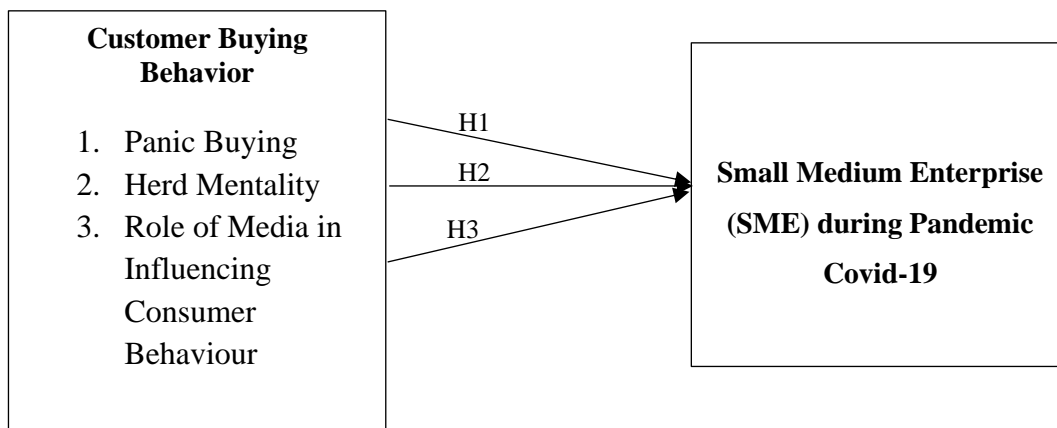 Customer Buying
Behavior
1. Panic Buying
2. Herd Mentality
3. Role of Media in
Influencing
Consumer
Behaviour
H1
H2
H3
Small Medium Enterprise
(SME) during Pandemic
Covid-19